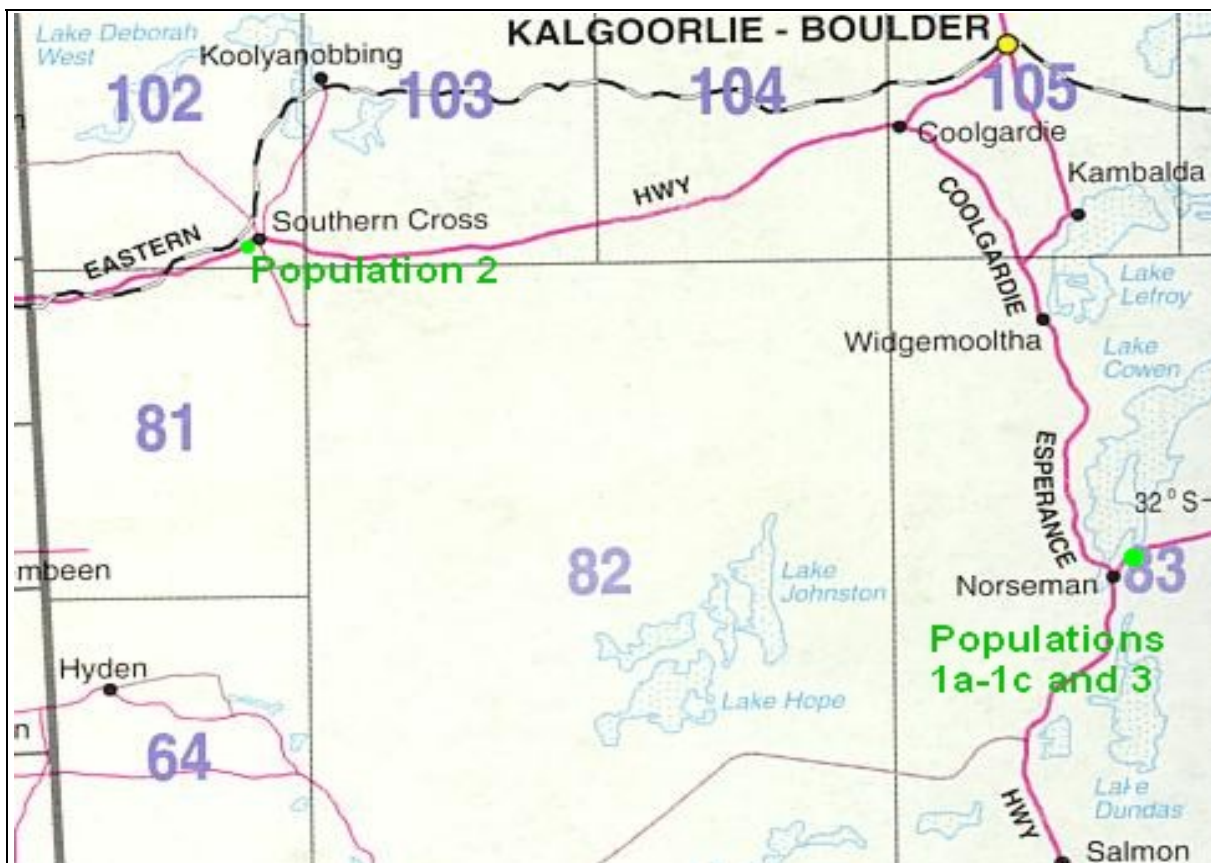 Lake Deborah
West
KALGOORLIE - BOULDER
Koolyanobbing
102
103
104
105
Coolgardie
Kambalda
HWY
COOLGARDIE
Southern Cross
EASTERN
Population 2
Lake
Lefroy
Widgemooltha
Lake
Cowen
81
ESPERANCE
32°S
mbeen
82
Lake
Johnston
83
Norseman
Populations
1a-1c and 3
Hyden
Lake Hope
n
64
Lake
Dundas
HWY
Salmon